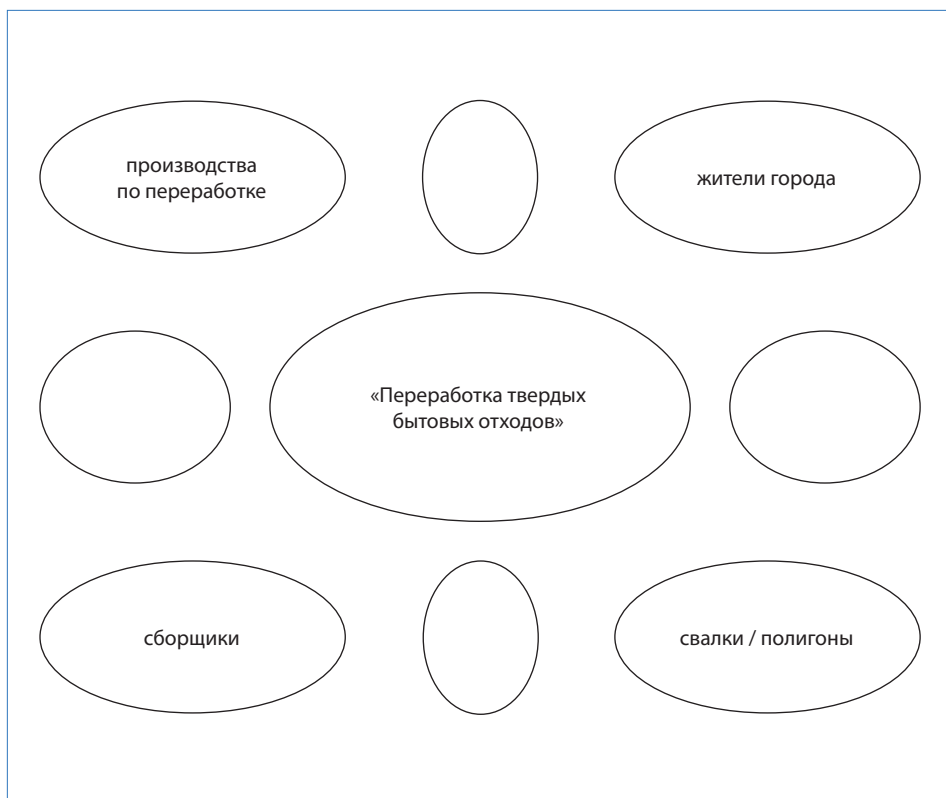 производства
по переработке
жители города
«Переработка твердых
бытовых отходов»
сборщики
свалки / полигоны